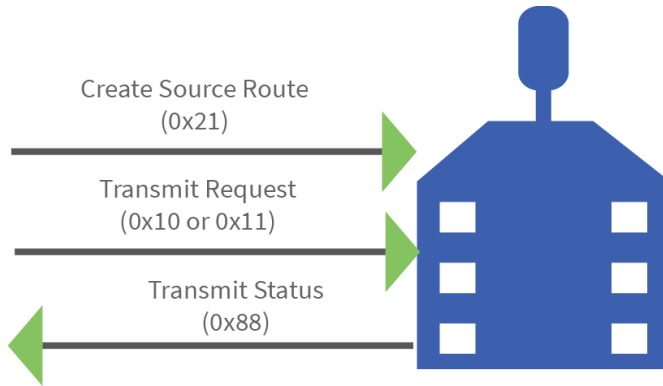 Create Source Route
(0x21)
Transmit Request
(0x10 or 0x11)
Transmit Status
(0x88)